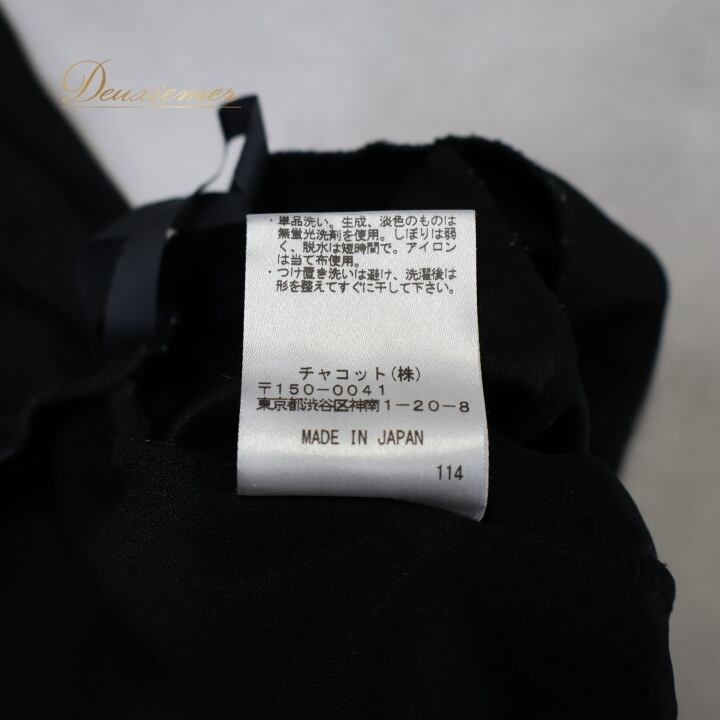 Deuxiemer
・単品洗い。生成、淡色のものは
無蛍光洗剤を使用。しぼりは弱
く、脱水は短時間で。アイロン
は当て布使用。
・つけ置き洗いは避け、洗濯後は
形を整えてすぐに干して下さい。
チャコット(株)
〒150-0041
東京都渋谷区神南1-20-8
MADE IN JAPAN
114